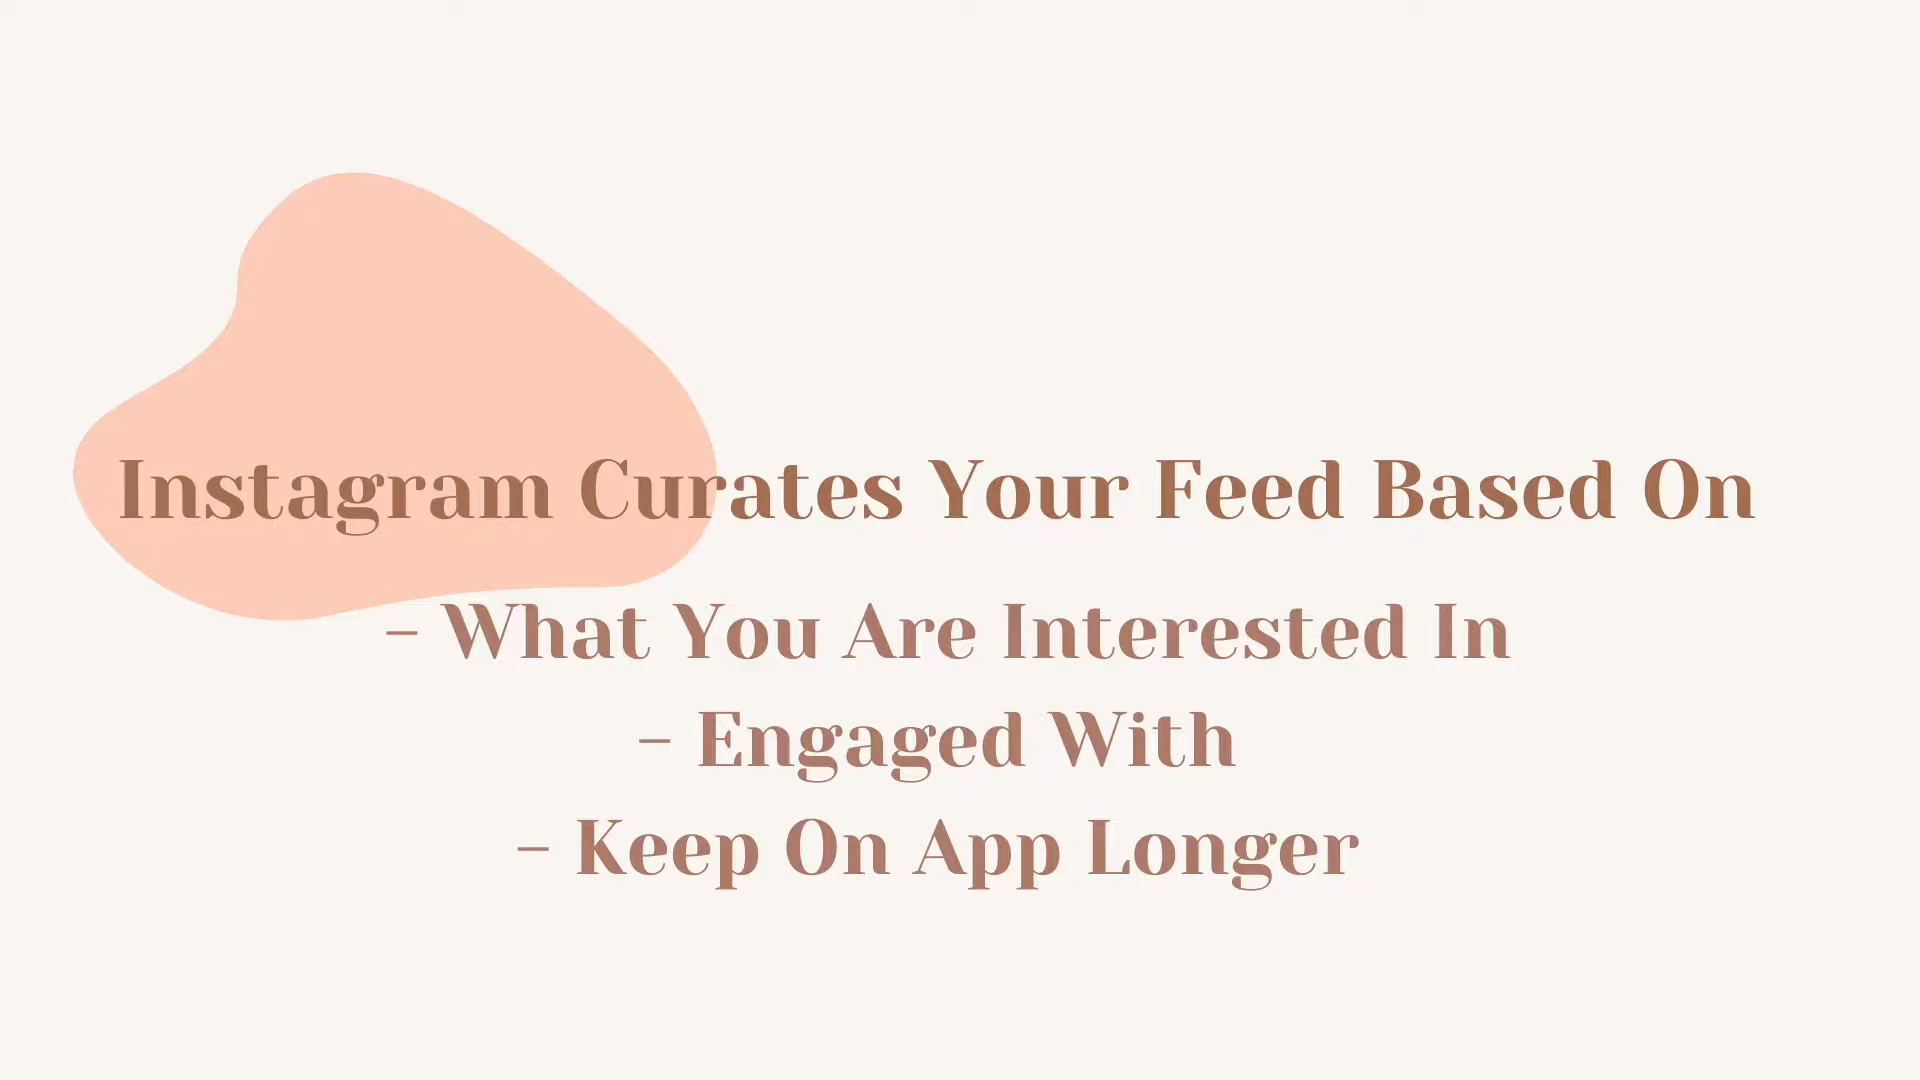 Instagram Curates Your Feed Based On
- What You Are Interested In
- Engaged With
- Keep On App Longer